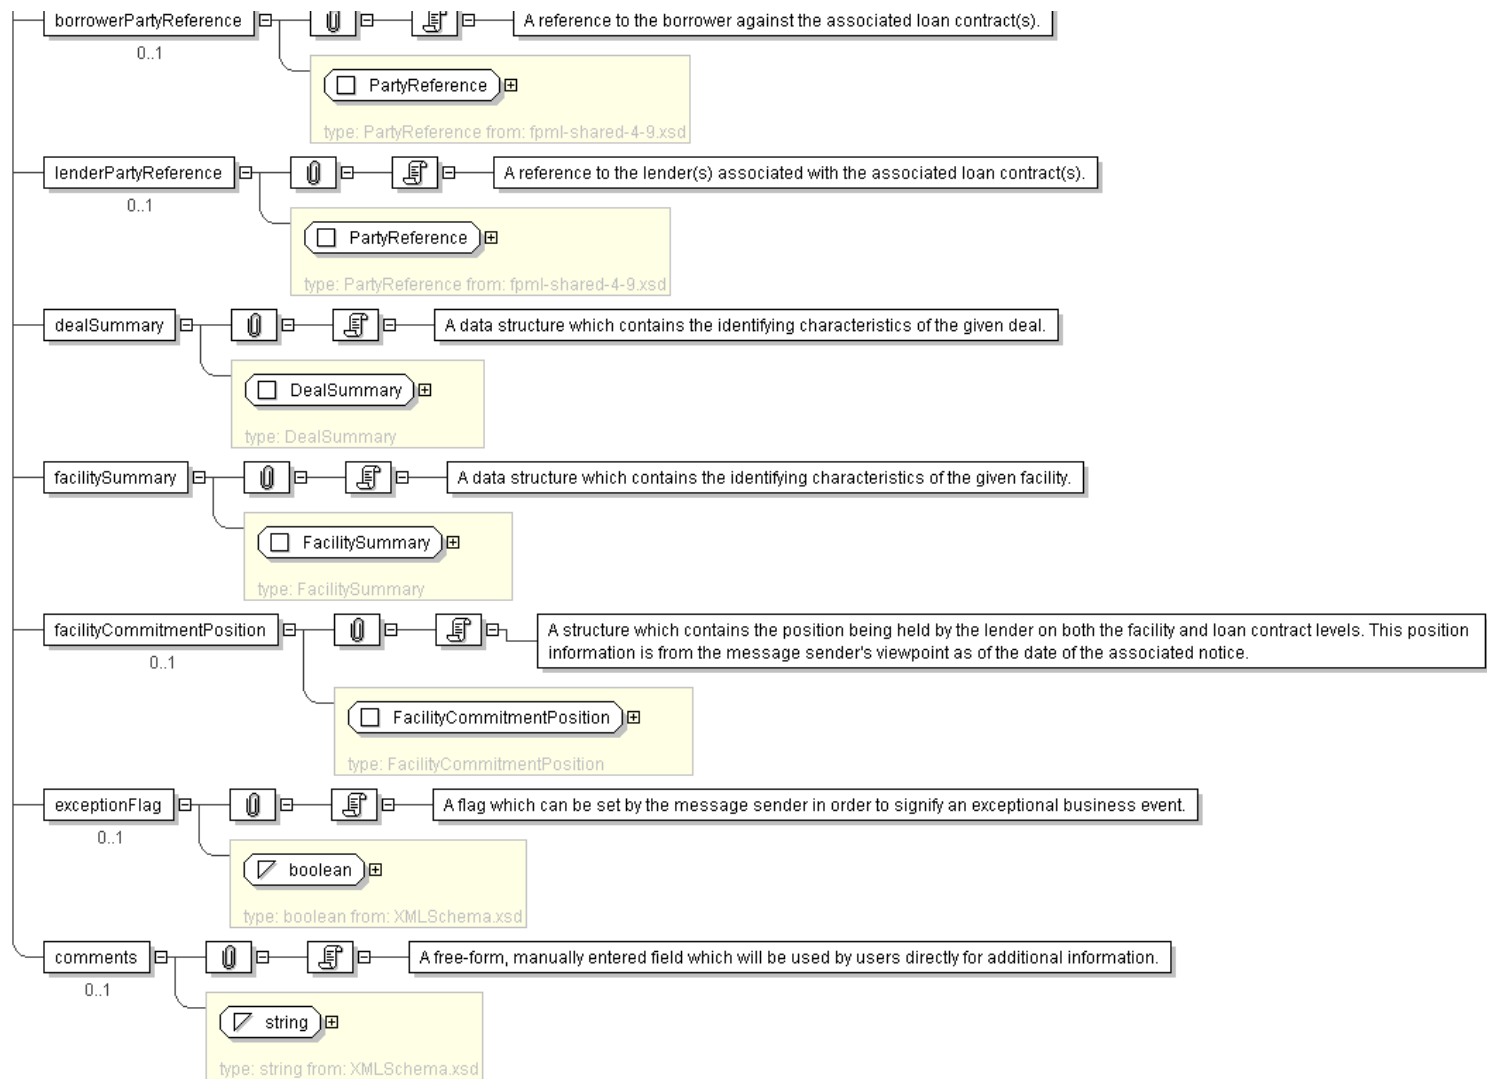 borrowerPartyReference A reference to the borrower against the associated loan contract(s).
0..1
PartyReference
type: PartyReference from: fpml-shared-4-9.xsd
lenderPartyReference A reference to the lender(s) associated with the associated loan contract(s).
0..1
PartyReference
type: PartyReference from: fpml-shared-4-9.xsd
dealSummary A data structure which contains the identifying characteristics of the given deal.
DealSummary
type: DealSummary
facilitySummary A data structure which contains the identifying characteristics of the given facility.
FacilitySummary
type: FacilitySummary
facilityCommitmentPosition A structure which contains the position being held by the lender on both the facility and loan contract levels. This position
information is from the message sender's viewpoint as of the date of the associated notice.
0..1
FacilityCommitmentPosition
type: FacilityCommitmentPosition
exceptionFlag A flag which can be set by the message sender in order to signify an exceptional business event.
0..1
boolean
type: boolean from: XMLSchema.xsd
comments A free-form, manually entered field which will be used by users directly for additional information.
0..1
string
type: string from: XMLSchema.xsd